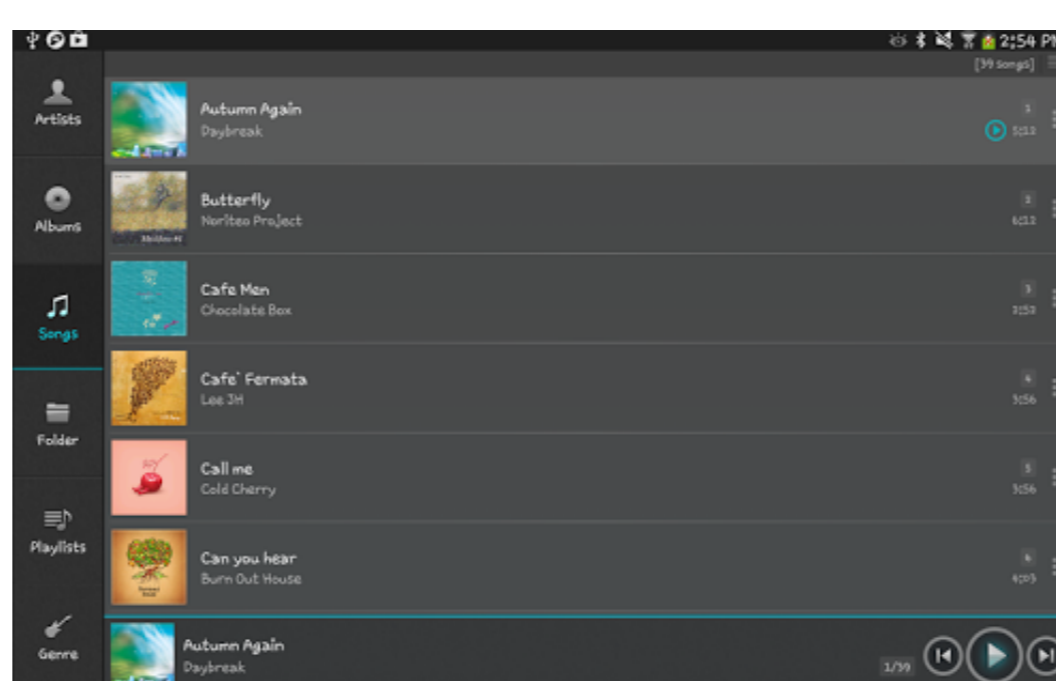 2:54 PM
[39 songs]
Artists
Albums
Songs
Folder
Playlists
Genre
Autumn Again
Daybreak
1
Butterfly
Noriteo Project
2
Cafe Men
Chocolate Box
3
Cafe` Fermata
Lee 3H
4
3:56
Call me
Cold Cherry
5
3:56
Can you hear
Burn Out House
6
4:03
Autumn Again
Daybreak
1/39